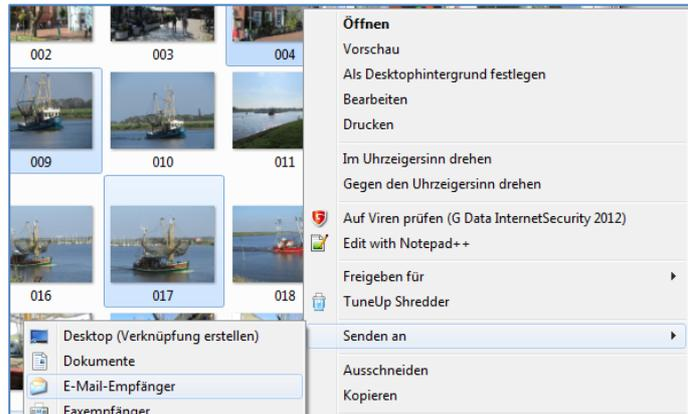 002
003
004
009
010
011
016
017
018
Öffnen
Vorschau
Als Desktophintergrund festlegen
Bearbeiten
Drucken
Im Uhrzeigersinn drehen
Gegen den Uhrzeigersinn drehen
Auf Viren prüfen (G Data InternetSecurity 2012)
Edit with Notepad++
Freigeben für
TuneUp Shredder
Senden an
Ausschneiden
Kopieren
Desktop (Verknüpfung erstellen)
Dokumente
E-Mail-Empfänger
Faxempfänger